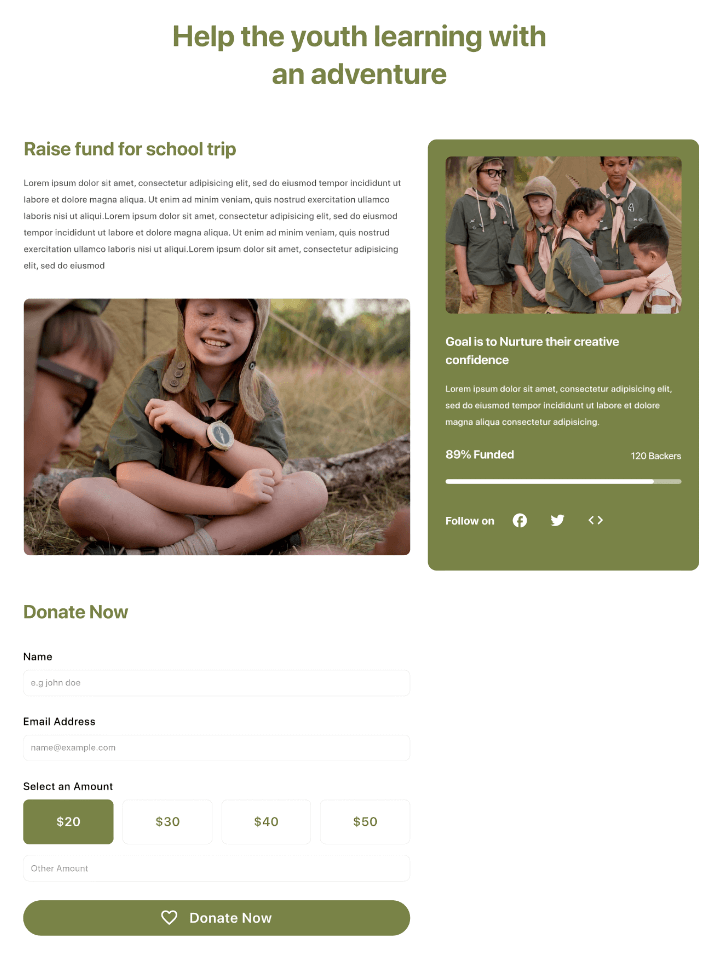 Help the youth learning with
an adventure
Raise fund for school trip
Lorem ipsum dolor sit amet, consectetur adipisicing elit, sed do eiusmod tempor incididunt ut
labore et dolore magna aliqua. Ut enim ad minim veniam, quis nostrud exercitation ullamco
laboris nisi ut aliqui.Lorem ipsum dolor sit amet, consectetur adipisicing elit, sed do eiusmod
tempor incididunt ut labore et dolore magna aliqua. Ut enim ad minim veniam, quis nostrud
exercitation ullamco laboris nisi ut aliqui.Lorem ipsum dolor sit amet, consectetur adipisicing
elit, sed do eiusmod
Goal is to Nurture their creative
confidence
Lorem ipsum dolor sit amet, consectetur adipisicing elit,
sed do eiusmod tempor incididunt ut labore et dolore
magna aliqua consectetur adipisicing.
89% Funded
120 Backers
Follow on
Donate Now
Name
e.g john doe
Email Address
name@example.com
Select an Amount
$20 $30 $40 $50
Other Amount
Donate Now